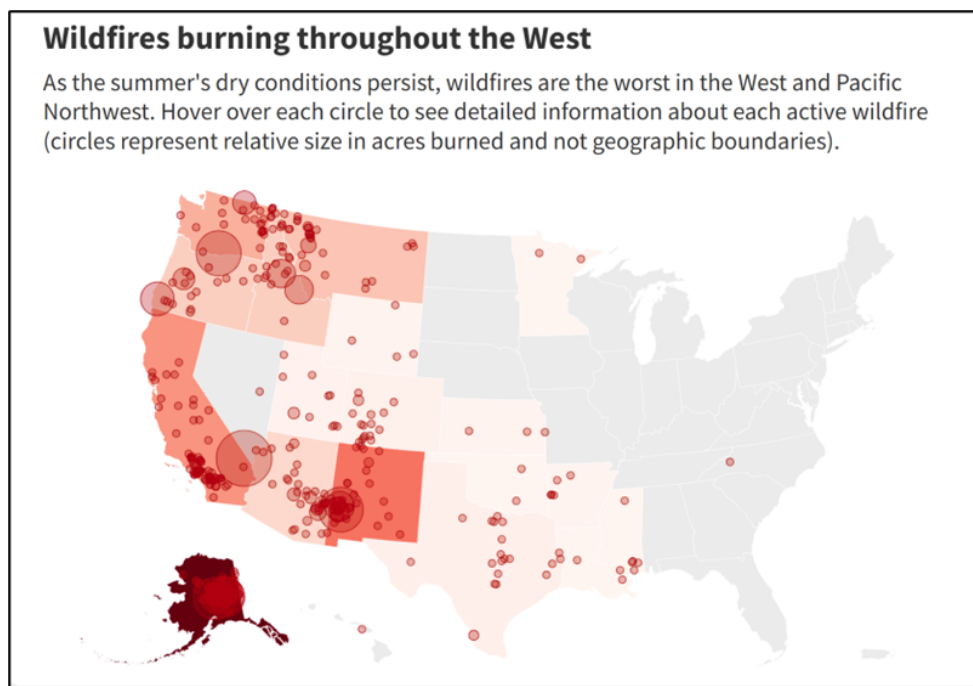 Wildfires burning throughout the West
As the summer's dry conditions persist, wildfires are the worst in the West and Pacific
Northwest. Hover over each circle to see detailed information about each active wildfire
(circles represent relative size in acres burned and not geographic boundaries).